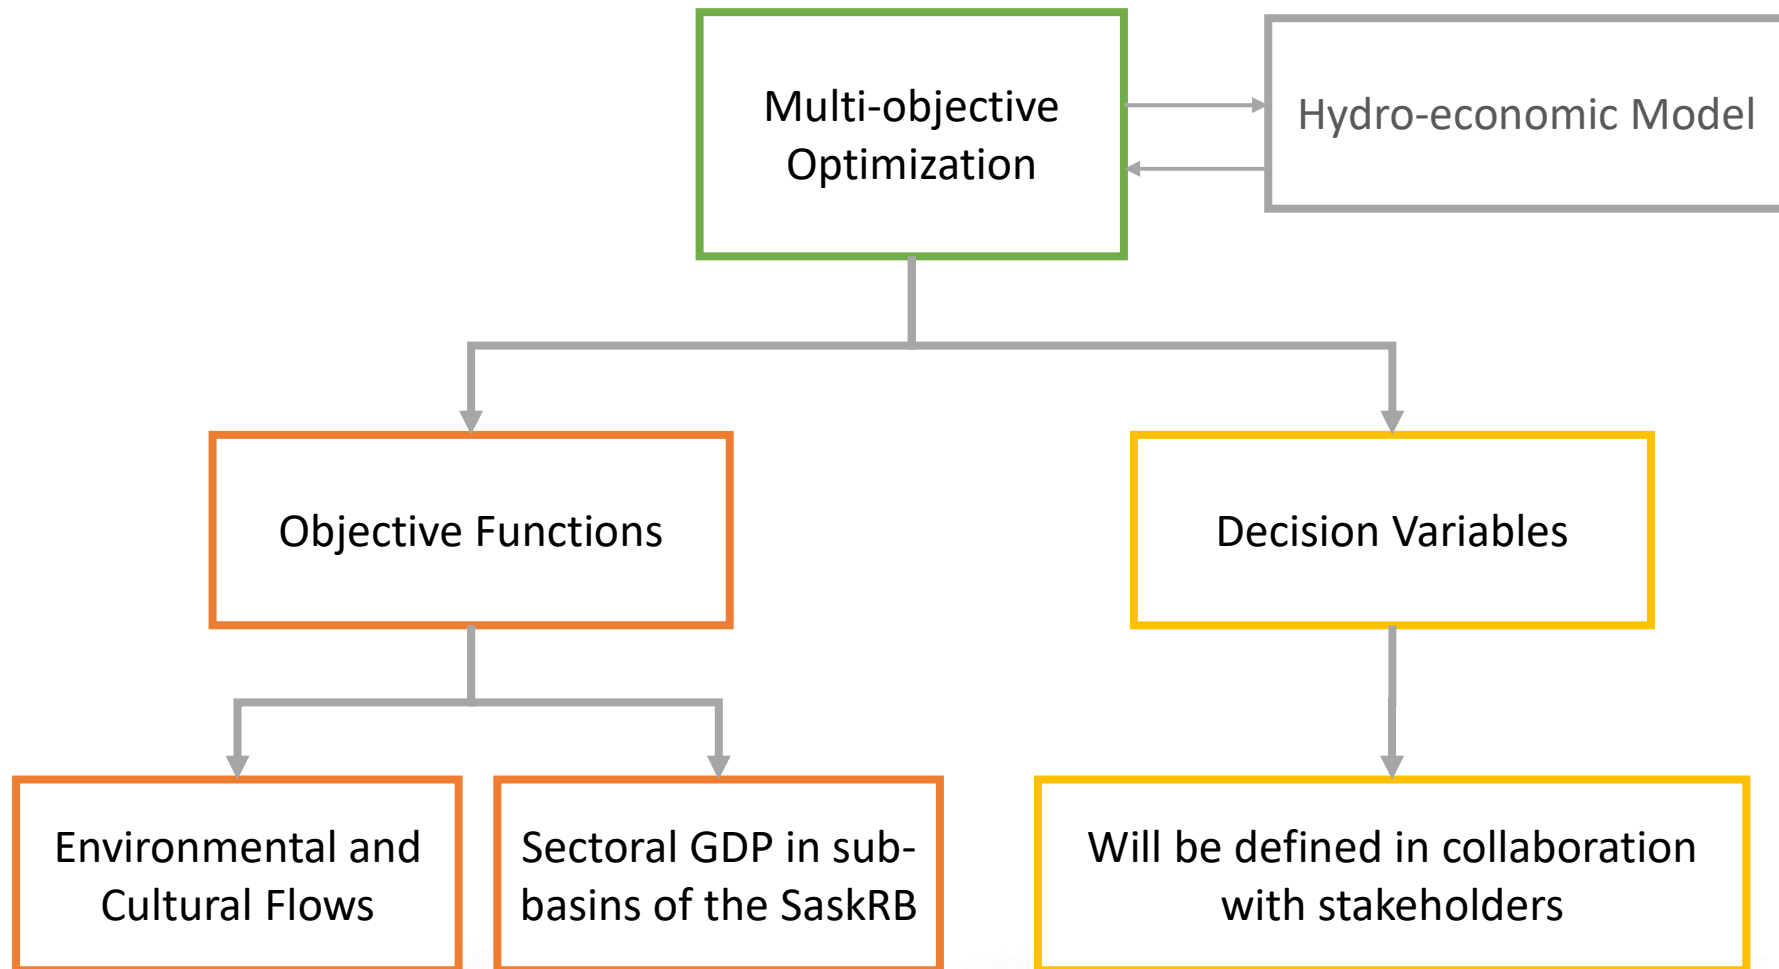 Multi-objective
Optimization
Hydro-economic Model
Objective Functions
Decision Variables
Environmental and
Cultural Flows
Sectoral GDP in sub-
basins of the SaskRB
Will be defined in collaboration
with stakeholders